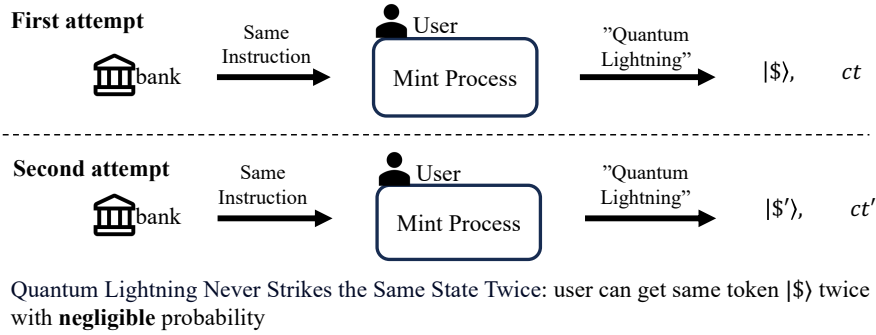 First attempt
bank
Same
Instruction
User
Mint Process
”Quantum
Lightning”
|$⟩, ct
Second attempt
bank
Same
Instruction
User
Mint Process
”Quantum
Lightning”
|$′⟩, ct′
Quantum Lightning Never Strikes the Same State Twice: user can get same token |$⟩ twice
with negligible probability